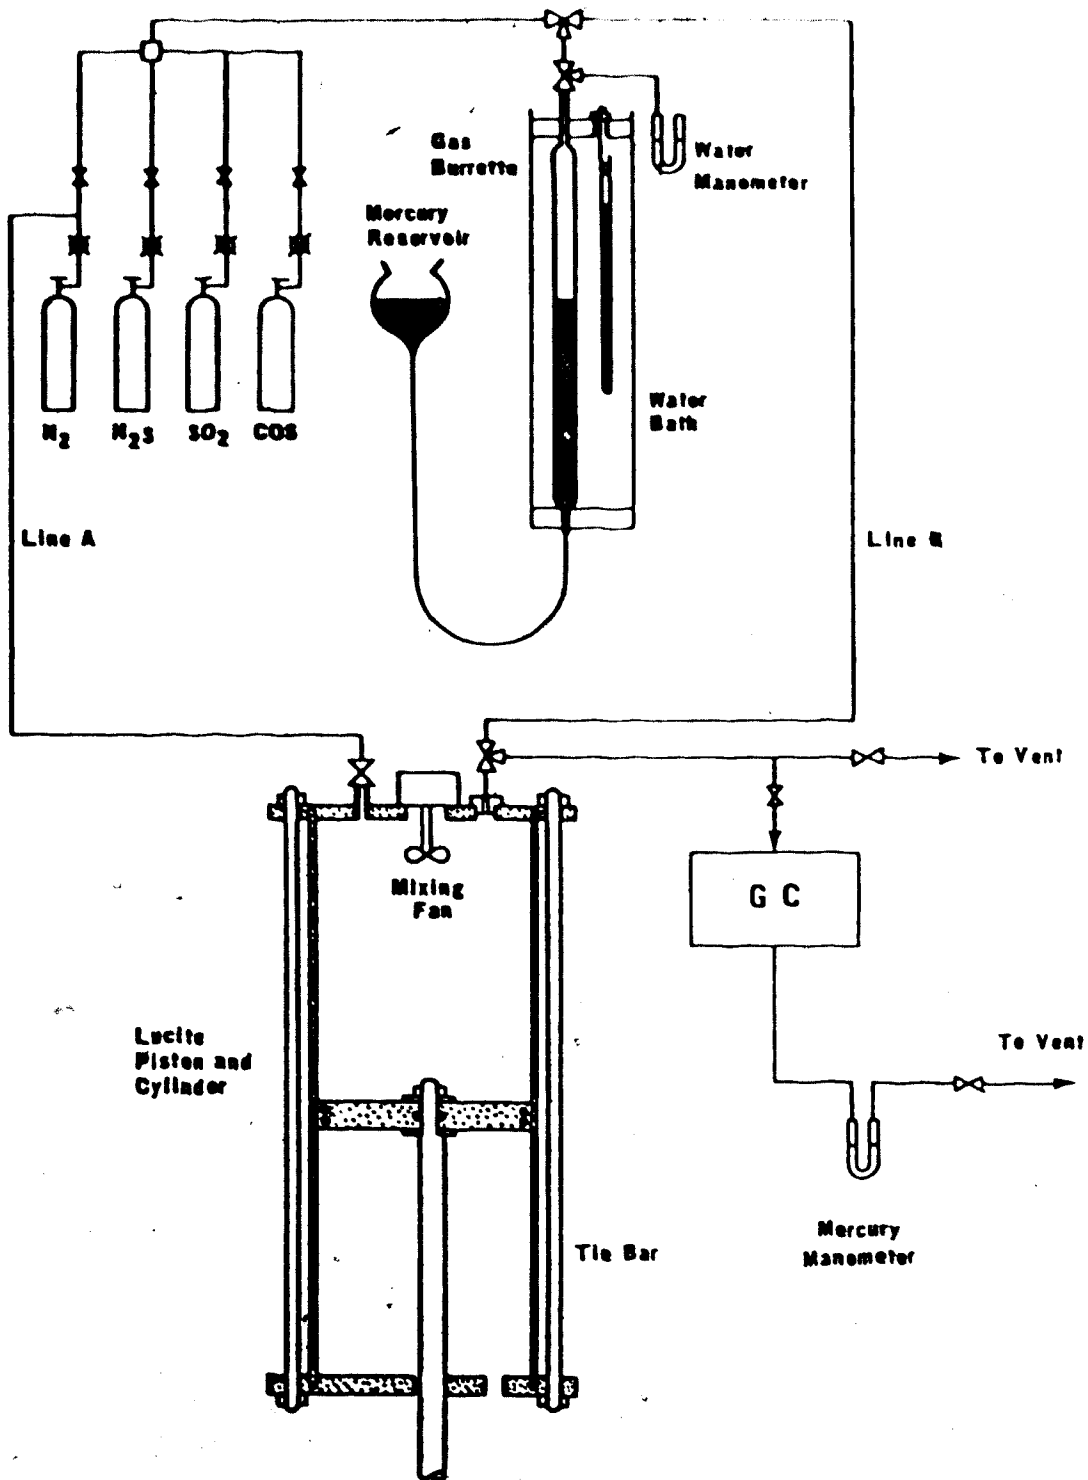 Gas
Burrette
Water
Manometer
Mercury
Reservoir
N2
H2S
SO2
COS
Water
Bath
Line A
Line B
To Vent
Mixing
Fan
G C
Lucite
Piston and
Cylinder
To Vent
Tie Bar
Mercury
Manometer